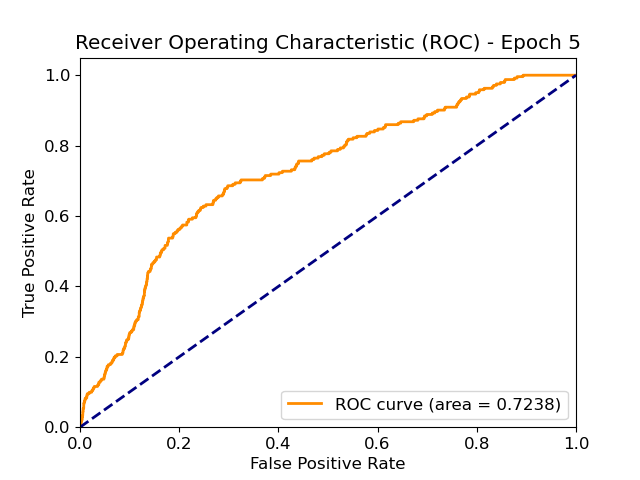 Receiver Operating Characteristic (ROC) - Epoch 5
True Positive Rate
1.0
0.8
0.6
0.4
0.2
0.0
ROC curve (area = 0.7238)
0.0 0.2 0.4 0.6 0.8 1.0
False Positive Rate